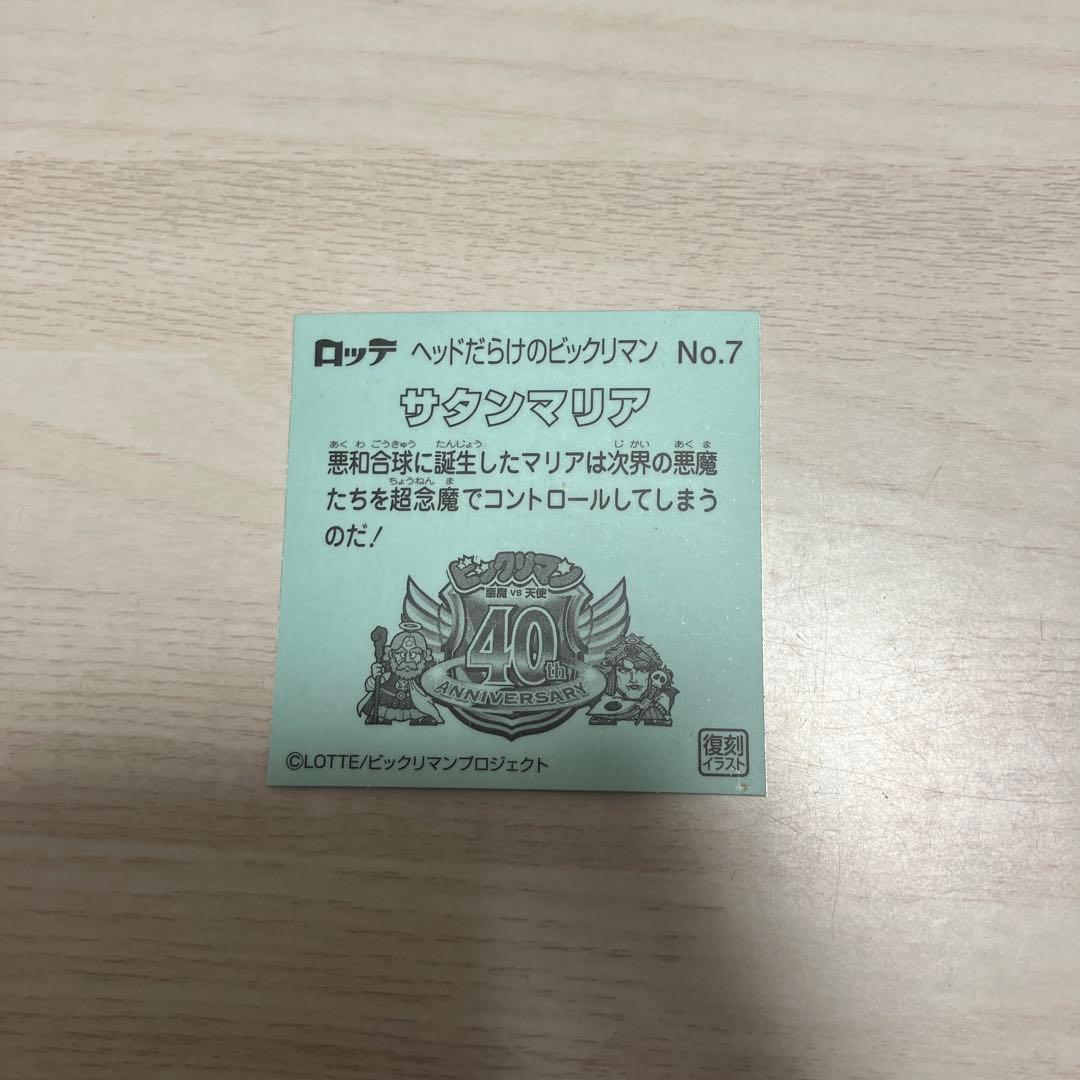 ロッテ ヘッドだらけのビックリマン No.7
サタンマリア
あくわごうきゅう たんじょう じかい あくま
悪和合球に誕生したマリアは次界の悪魔
ちょうねんま
たちを超念魔でコントロールしてしまう
のだ!
ビックリマン
悪魔 VS 天使
40th
ANNIVERSARY
©LOTTE/ビックリマンプロジェクト
復刻
イラスト